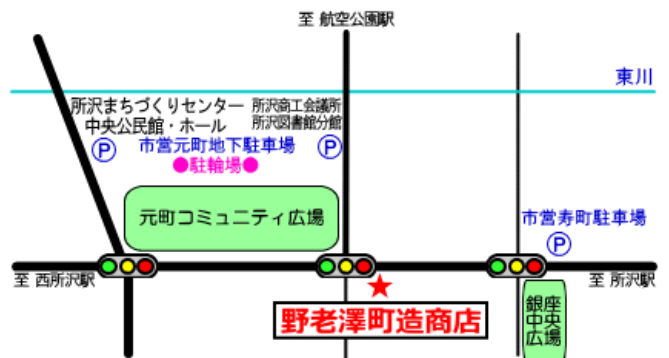 至 航空公園駅
東川
所沢まちづくりセンター
中央公民館・ホール
所沢商工会議所
所沢図書館分館
P
市営元町地下駐車場
P
●駐輪場●
元町コミュニティ広場
市営寿町駐車場
P
至 西所沢駅
至 所沢駅
野老澤町造商店
銀座
中央
広場